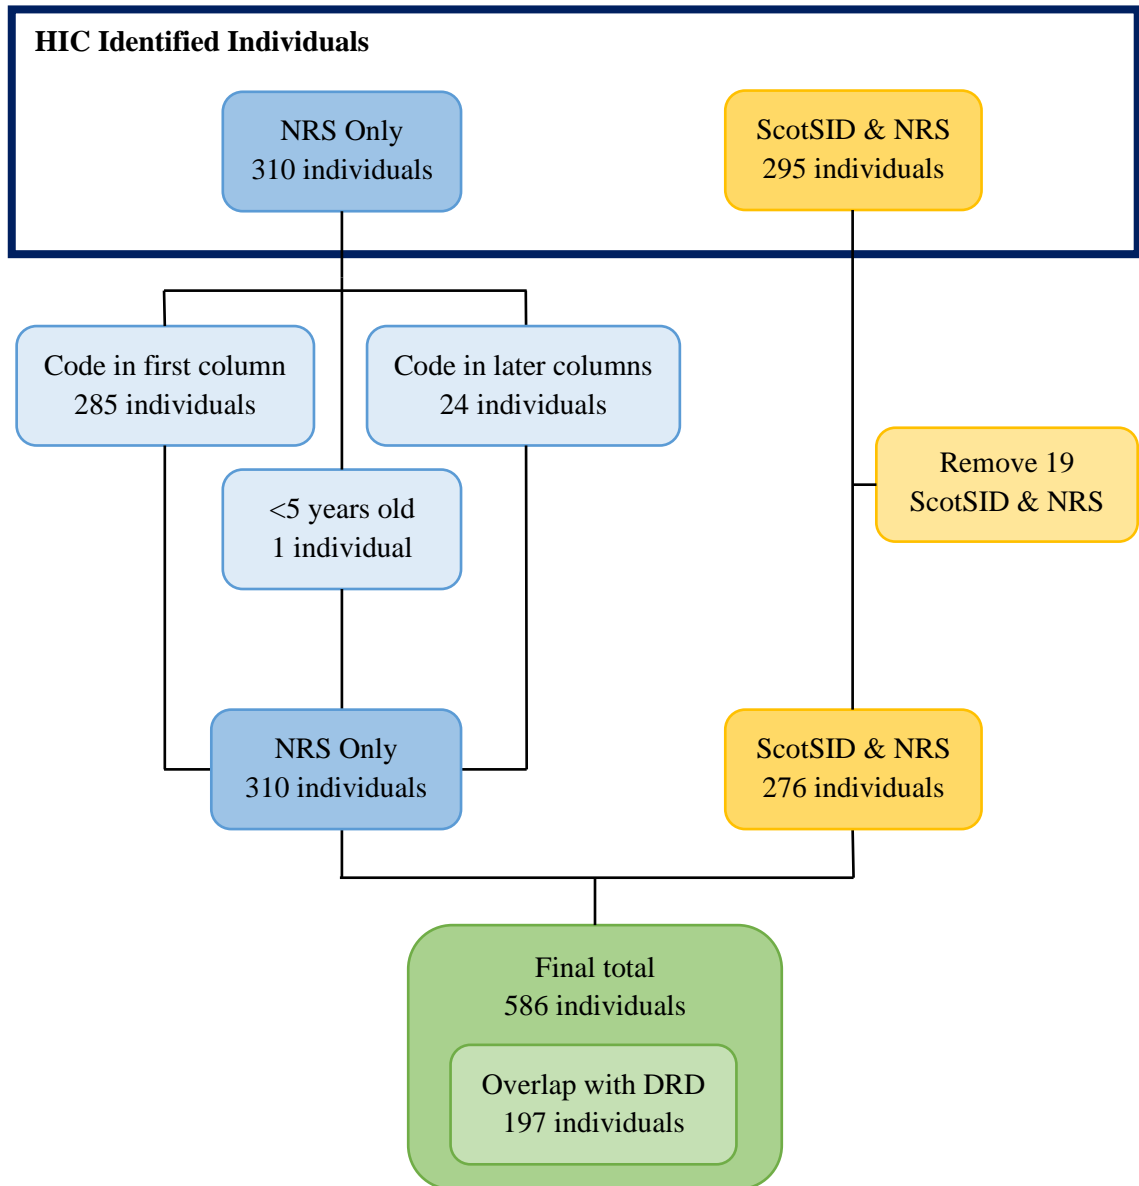 HIC Identified Individuals
NRS Only
310 individuals
ScotSID & NRS
295 individuals
Code in first column
285 individuals
Code in later columns
24 individuals
<5 years old
1 individual
Remove 19
ScotSID & NRS
NRS Only
310 individuals
ScotSID & NRS
276 individuals
Final total
586 individuals
Overlap with DRD
197 individuals